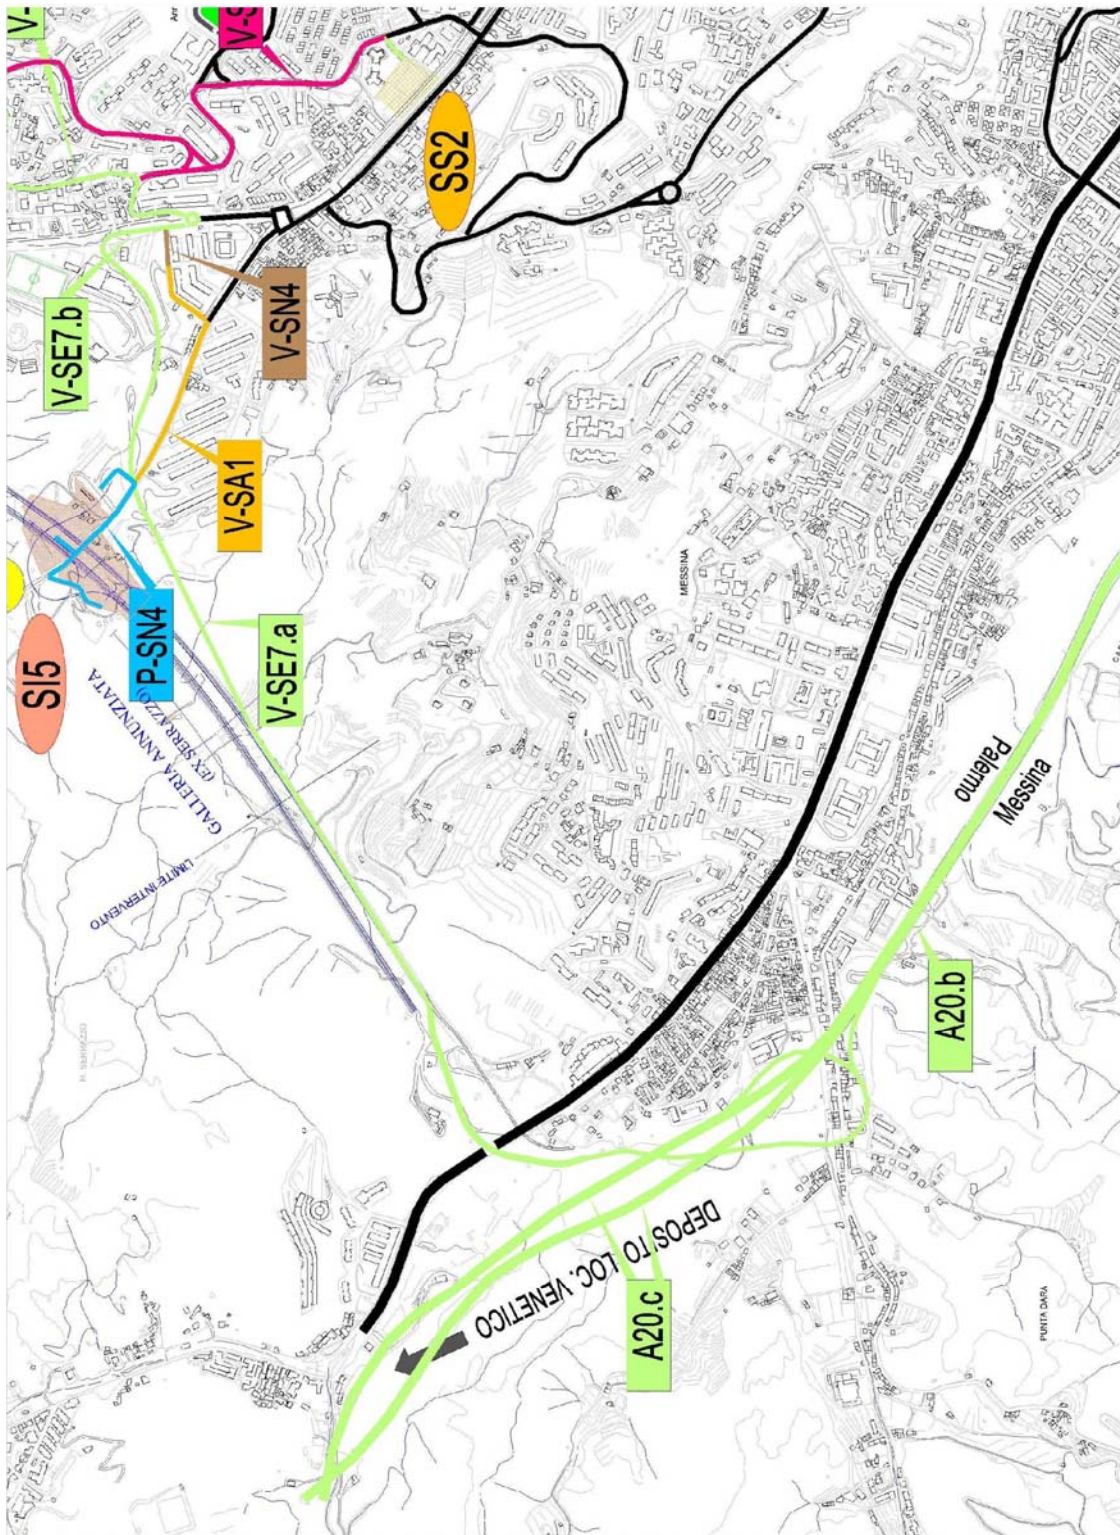 V-
V-S
SS2
V-SE7.b
V-SN4
V-SA1
SI5
P-SN4
V-SE7.a
GALLERIA ANNUNZIATA
(EX SERRAZZO)
LIMITE INTERVENTO
MESSINA
Palermo
Messina
A20.b
DEPOSITO LOC. VENETICO
A20.c
PUNTA DARA